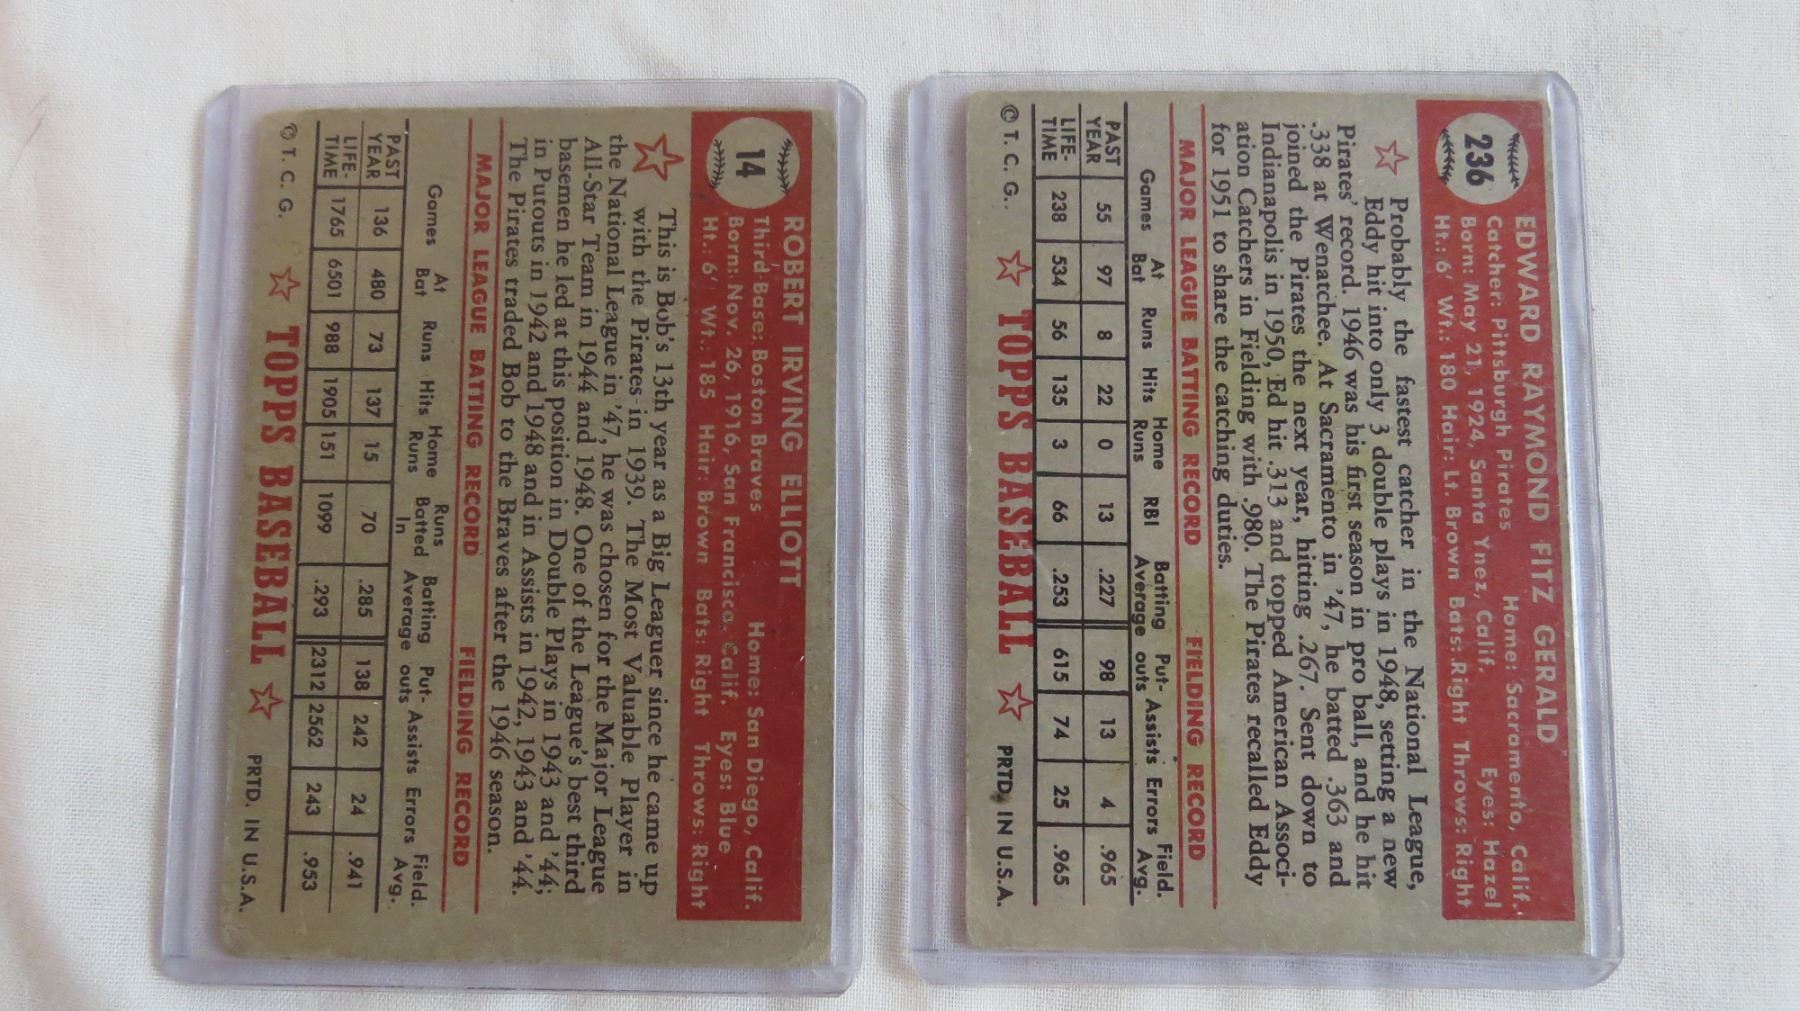 14
ROBERT IRVING ELLIOTT
Third Base: Boston Braves Home: San Diego, Calif.
Born: Nov. 26, 1916, San Francisco, Calif. Eyes: Blue
Ht.: 6' Wt.: 185 Hair: Brown Bats: Right Throws: Right
This is Bob's 13th year as a Big Leaguer since he came up
with the Pirates in 1939. The Most Valuable Player in
the National League in '47, he was chosen for the Major League
All-Star Team in 1944 and 1948. One of the League's best third
basemen he led at this position in Double Plays in 1943 and '44;
in Putouts in 1942 and 1948 and in Assists in 1942, 1943 and '44.
The Pirates traded Bob to the Braves after the 1946 season.
MAJOR LEAGUE BATTING RECORD FIELDING RECORD
Games At Bat Runs Hits Home Runs Runs Batted In Batting Average Put-outs Assists Errors Field. Avg.
PAST YEAR 136 480 73 137 15 70 .285 138 242 24 .941
LIFE-TIME 1765 6501 988 1905 151 1099 .293 2312 2562 243 .953
© T. C. G. TOPPS BASEBALL PRTD. IN U.S.A.
236
EDWARD RAYMOND FITZ GERALD
Catcher: Pittsburgh Pirates Home: Sacramento, Calif.
Born: May 21, 1924, Santa Ynez, Calif. Eyes: Hazel
Ht.: 6' Wt.: 180 Hair: Lt. Brown Bats: Right Throws: Right
Probably the fastest catcher in the National League,
Eddy hit into only 3 double plays in 1948, setting a new
Pirates' record. 1946 was his first season in pro ball, and he hit
.338 at Wenatchee. At Sacramento in '47, he batted .363 and
joined the Pirates the next year, hitting .267. Sent down to
Indianapolis in 1950, Ed hit .313 and topped American Associ-
ation Catchers in Fielding with .980. The Pirates recalled Eddy
for 1951 to share the catching duties.
MAJOR LEAGUE BATTING RECORD FIELDING RECORD
Games At Bat Runs Hits Home Runs RBI Batting Average Put-outs Assists Errors Field. Avg.
PAST YEAR 55 97 8 22 0 13 .227 98 13 4 .965
LIFE-TIME 238 534 56 135 3 66 .253 615 74 25 .965
© T. C. G. TOPPS BASEBALL PRTD. IN U.S.A.